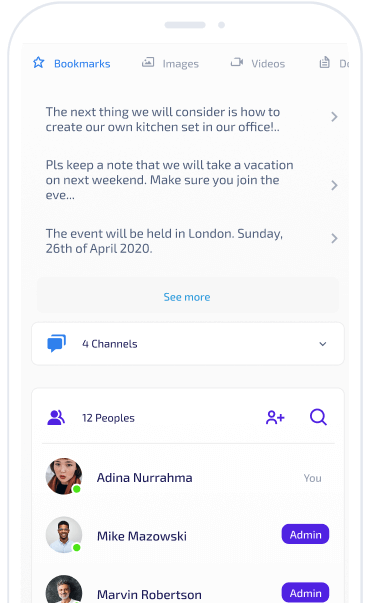 Bookmarks Images Videos Do
The next thing we will consider is how to
create our own kitchen set in our office!..
Pls keep a note that we will take a vacation
on next weekend. Make sure you join the
eve...
The event will be held in London. Sunday,
26th of April 2020.
See more
4 Channels
12 Peoples
Adina Nurrahma You
Mike Mazowski Admin
Marvin Robertson Admin